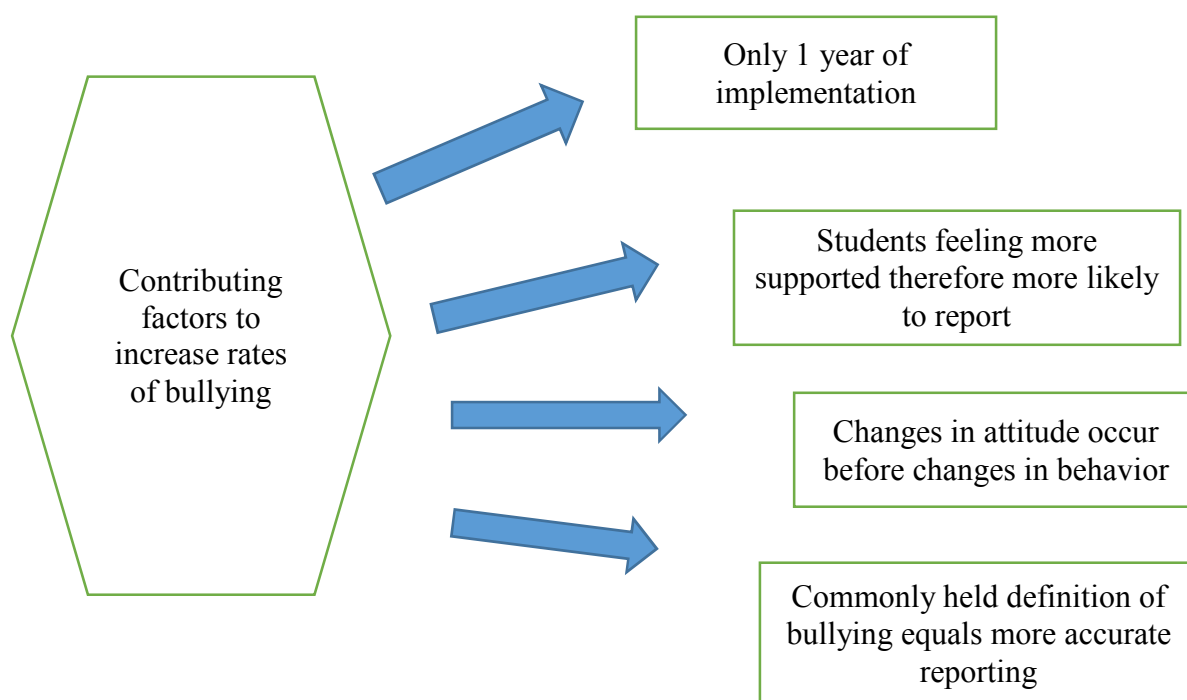 Contributing
factors to
increase rates
of bullying
Only 1 year of
implementation
Students feeling more
supported therefore more likely
to report
Changes in attitude occur
before changes in behavior
Commonly held definition of
bullying equals more accurate
reporting